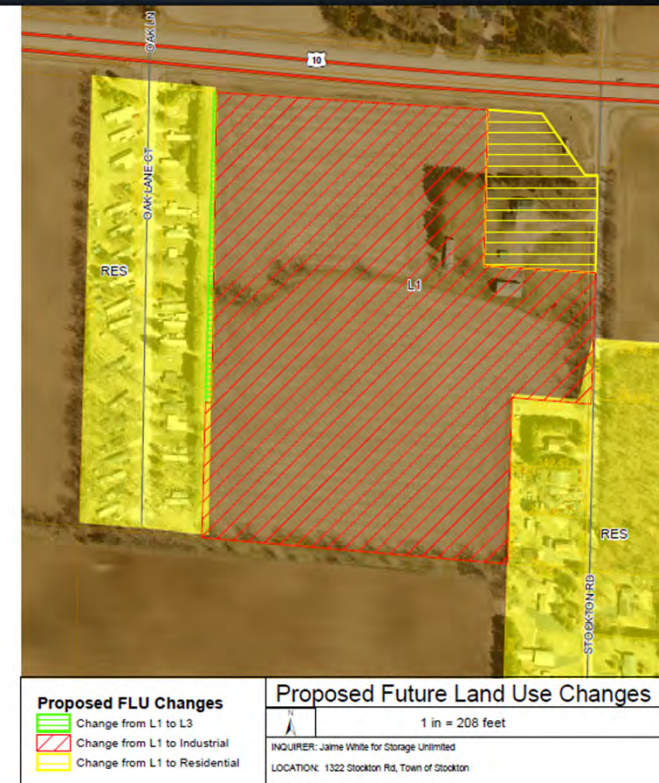 OAK LN
10
OAK LANE CT
RES
L1
RES
STOCKTON RD
Proposed FLU Changes
Change from L1 to L3
Change from L1 to Industrial
Change from L1 to Residential
Proposed Future Land Use Changes
N
1 in = 208 feet
INQUIRER: Jaime White for Storage Unlimited
LOCATION: 1322 Stockton Rd, Town of Stockton